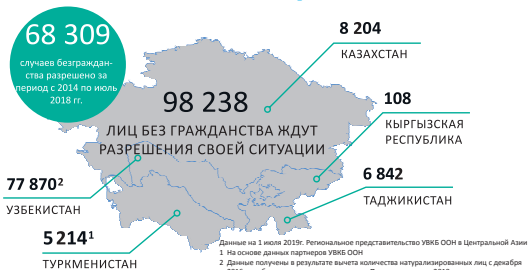 68 309
случаев безграждан-
ства разрешено за
период с 2014 по июль
2018 гг.
98 238
ЛИЦ БЕЗ ГРАЖДАНСТВА ЖДУТ
РАЗРЕШЕНИЯ СВОЕЙ СИТУАЦИИ
8 204
КАЗАХСТАН
108
КЫРГЫЗСКАЯ
РЕСПУБЛИКА
6 842
ТАДЖИКИСТАН
77 870²
УЗБЕКИСТАН
5 214¹
ТУРКМЕНИСТАН
Данные на 1 июля 2019г. Региональное представительство УВКБ ООН в Центральной Азии
1 На основе данных партнеров УВКБ ООН
2 Данные получены в результате вычета количества натурализированных лиц с декабря